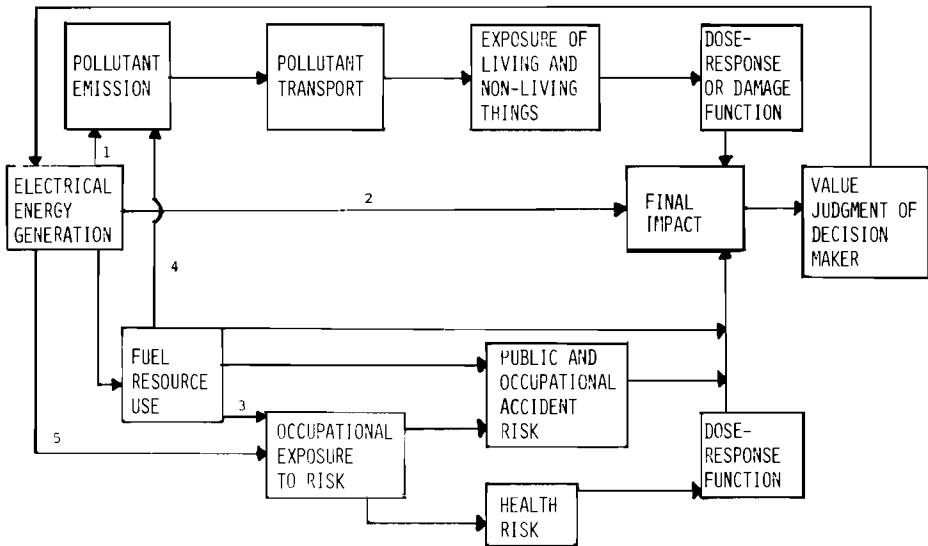 POLLUTANT
EMISSION
POLLUTANT
TRANSPORT
EXPOSURE OF
LIVING AND
NON-LIVING
THINGS
DOSE-
RESPONSE
OR DAMAGE
FUNCTION
1
ELECTRICAL
ENERGY
GENERATION
2
FINAL
IMPACT
VALUE
JUDGMENT OF
DECISION
MAKER
4
FUEL
RESOURCE
USE
3
PUBLIC AND
OCCUPATIONAL
ACCIDENT
RISK
5
OCCUPATIONAL
EXPOSURE
TO RISK
DOSE-
RESPONSE
FUNCTION
HEALTH
RISK